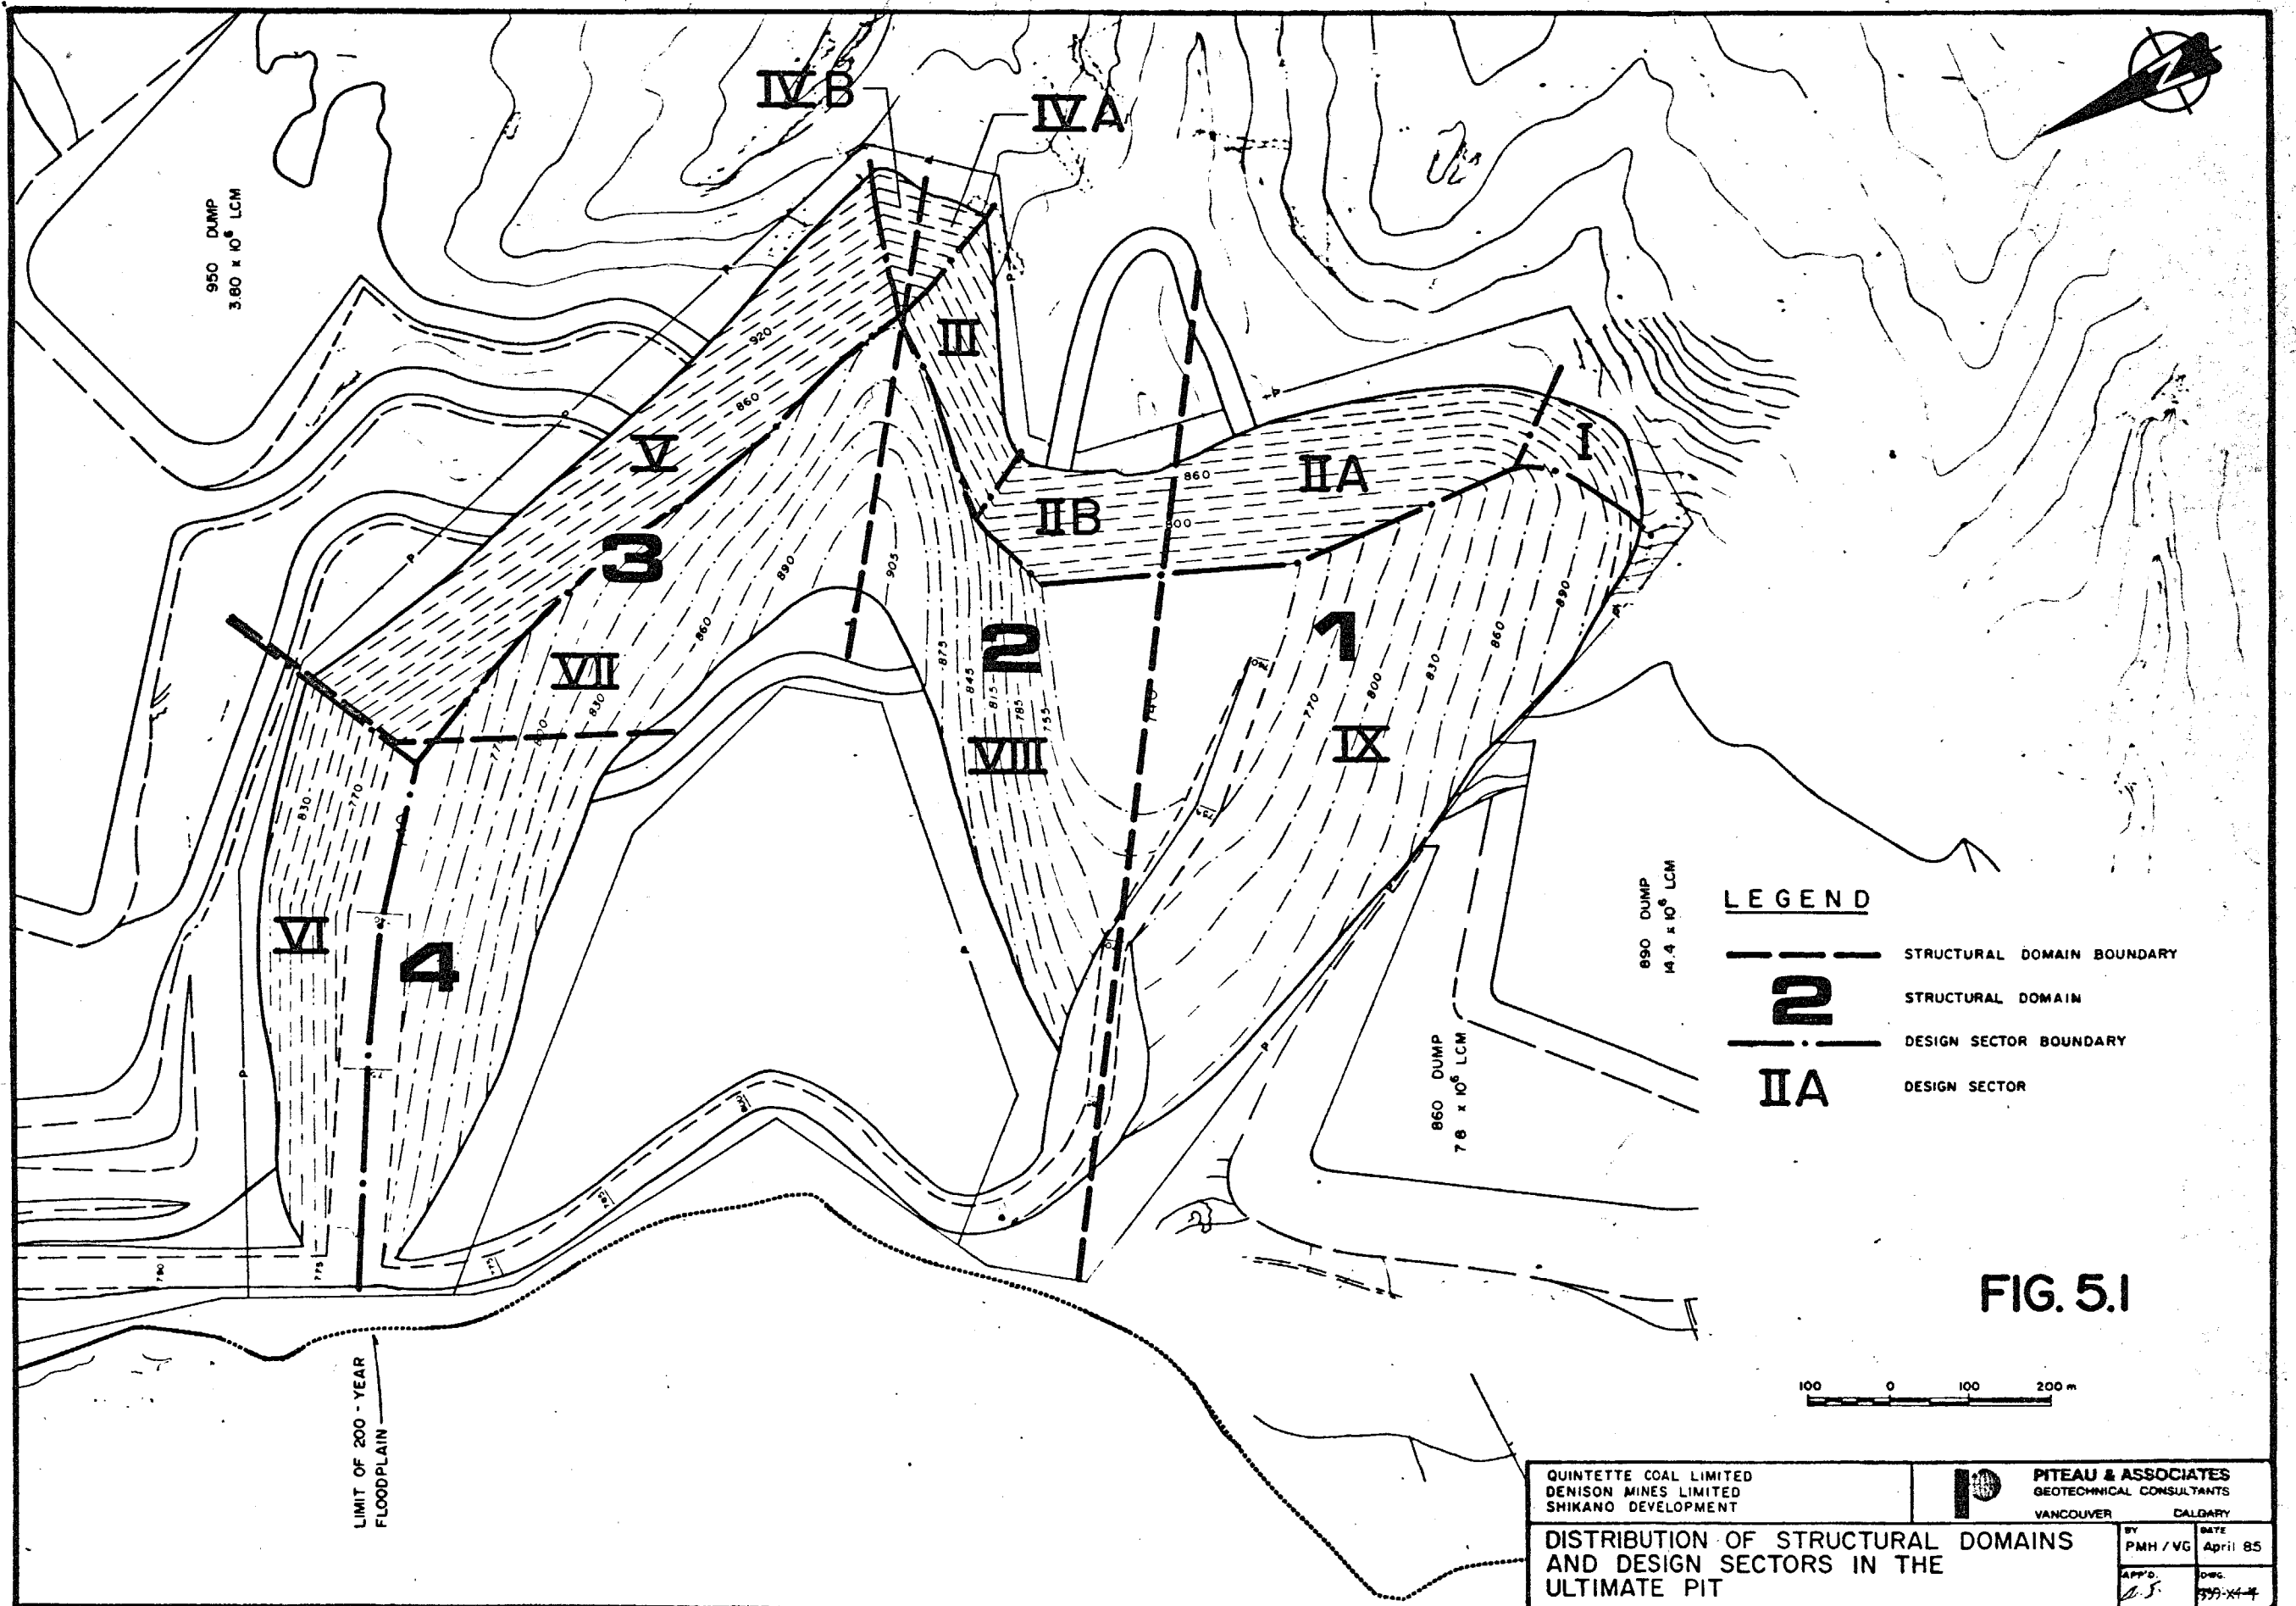 IV B
IV A
N
950 DUMP
3.80 x 10⁶ LCM
920
III
860
V
I
860
IIA
IIB
800
3
890
905
2
1
890
VII
860
875
845
815
785
755
860
830
800
770
830
800
740
VIII
IX
830
770
VI
4
890 DUMP
14.4 x 10⁶ LCM
860 DUMP
7.8 x 10⁶ LCM
LEGEND
STRUCTURAL DOMAIN BOUNDARY
2
STRUCTURAL DOMAIN
DESIGN SECTOR BOUNDARY
IIA
DESIGN SECTOR
790
775
FIG. 5.1
LIMIT OF 200 - YEAR
FLOODPLAIN
100 0 100 200 m
QUINTETTE COAL LIMITED
DENISON MINES LIMITED
SHIKANO DEVELOPMENT
PITEAU & ASSOCIATES
GEOTECHNICAL CONSULTANTS
VANCOUVER CALGARY
DISTRIBUTION OF STRUCTURAL DOMAINS
AND DESIGN SECTORS IN THE
ULTIMATE PIT
BY
PMH / VG
DATE
April 85
APP'D.
DWG.